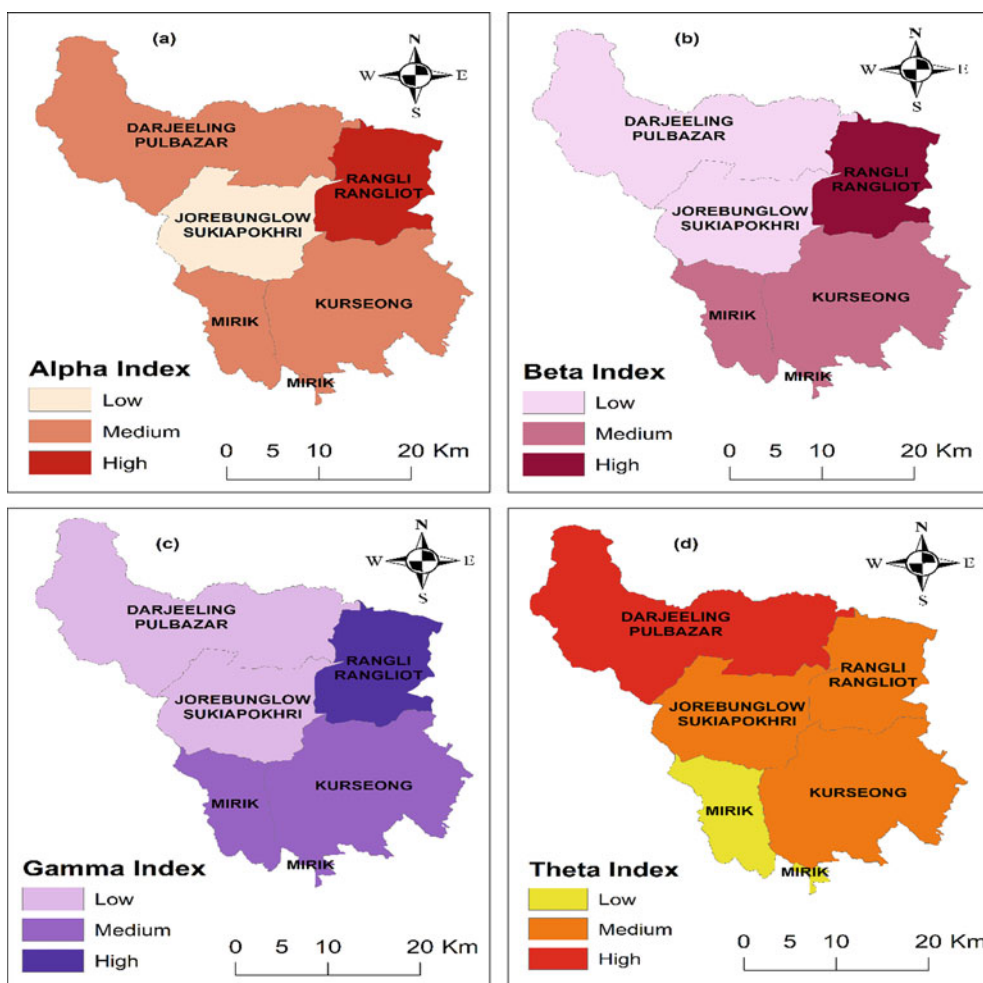 (a)
N
W E
S
DARJEELING
PULBAZAR
RANGLI
RANGLIOT
JOREBUNGLOW
SUKIAPOKHRI
KURSEONG
MIRIK
MIRIK
Alpha Index
Low
Medium
High
0 5 10 20 Km
(b)
N
W E
S
DARJEELING
PULBAZAR
RANGLI
RANGLIOT
JOREBUNGLOW
SUKIAPOKHRI
KURSEONG
MIRIK
MIRIK
Beta Index
Low
Medium
High
0 5 10 20 Km
(c)
N
W E
S
DARJEELING
PULBAZAR
RANGLI
RANGLIOT
JOREBUNGLOW
SUKIAPOKHRI
KURSEONG
MIRIK
MIRIK
Gamma Index
Low
Medium
High
0 5 10 20 Km
(d)
N
W E
S
DARJEELING
PULBAZAR
RANGLI
RANGLIOT
JOREBUNGLOW
SUKIAPOKHRI
KURSEONG
MIRIK
MIRIK
Theta Index
Low
Medium
High
0 5 10 20 Km